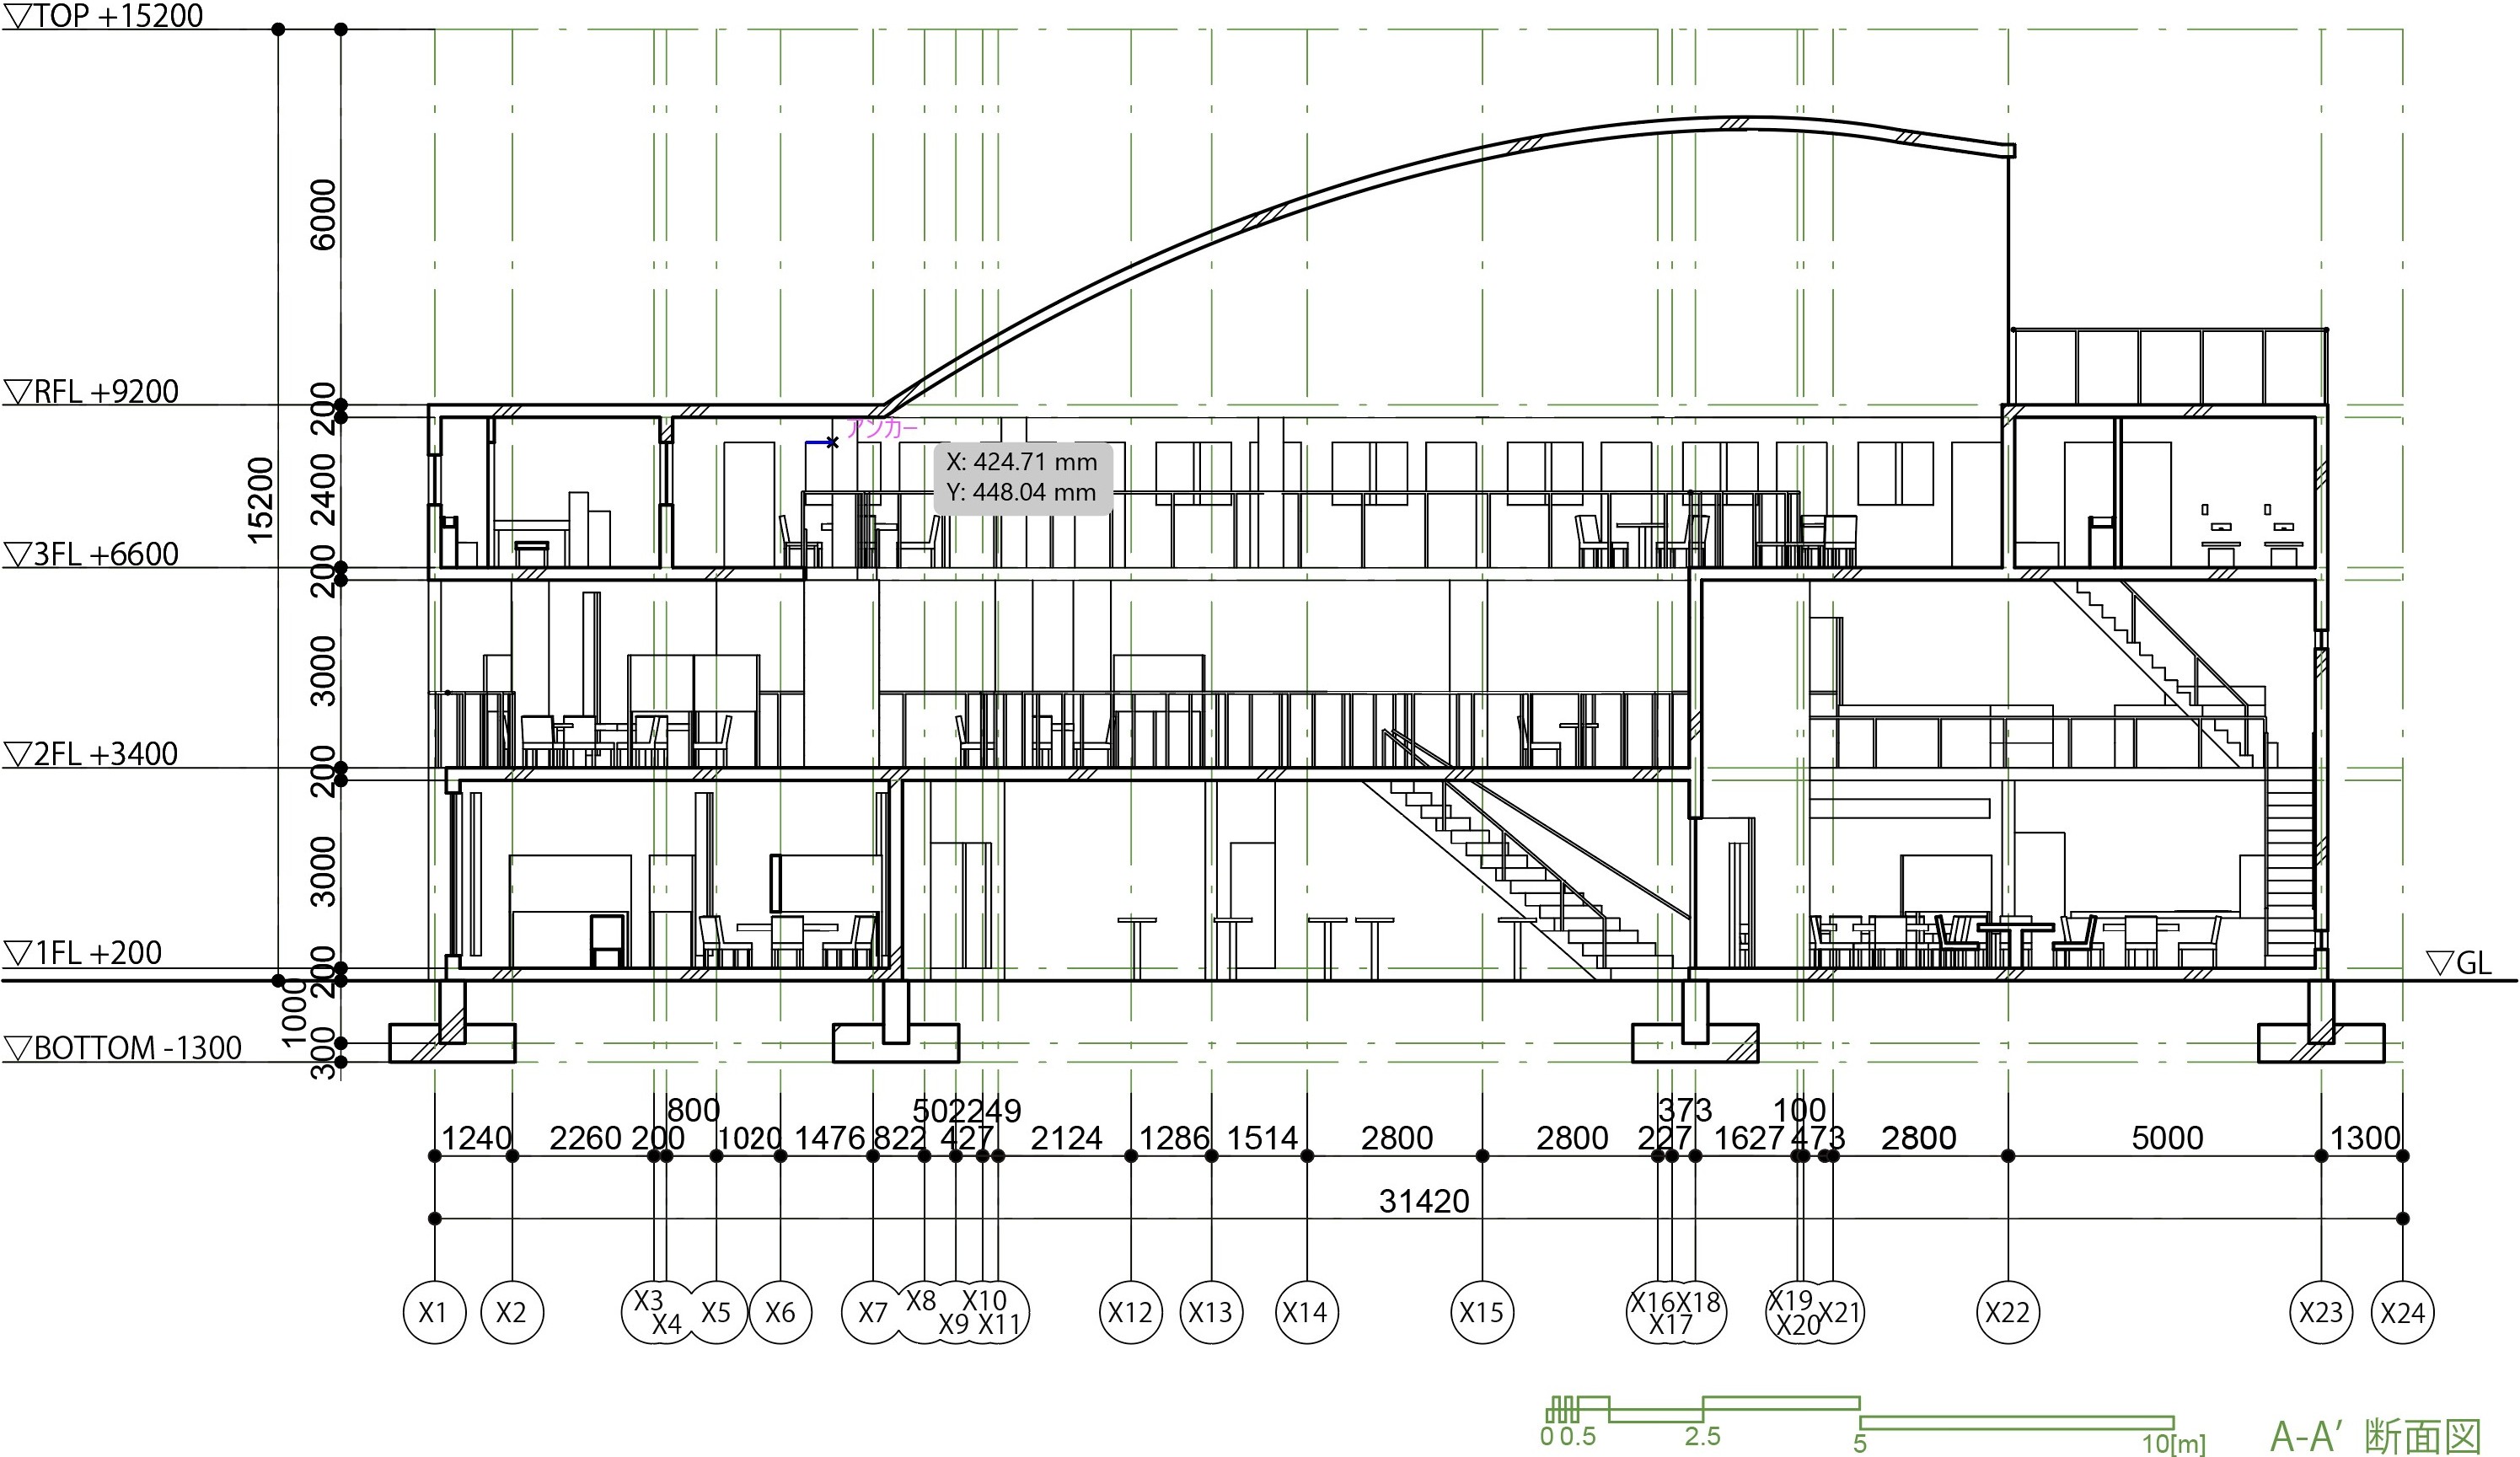 ▽TOP +15200
6000
▽RFL +9200
200
アンカー
X: 424.71 mm
Y: 448.04 mm
2400
15200
▽3FL +6600
200
3000
▽2FL +3400
200
3000
▽1FL +200
200
▽GL
1000
▽BOTTOM -1300
300
800 502 249 373 100
1240 2260 200 1020 1476 822 427 2124 1286 1514 2800 2800 227 1627 473 2800 5000 1300
31420
X1 X2 X3 X4 X5 X6 X7 X8 X9 X10 X11 X12 X13 X14 X15 X16 X17 X18 X19 X20 X21 X22 X23 X24
0 0.5 2.5 5 10[m]
A-A′ 断面図